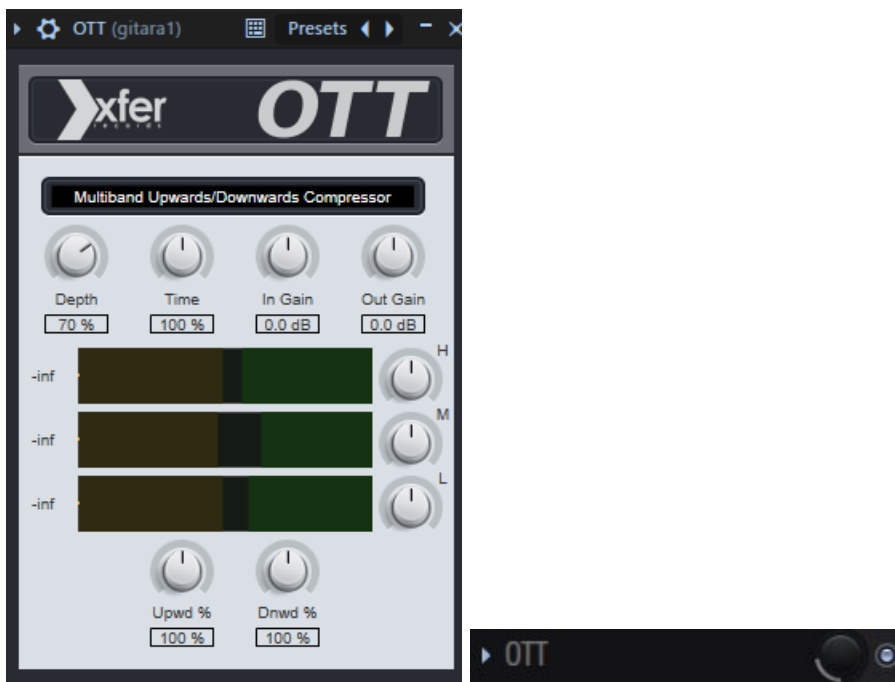 OTT (gitara1) Presets
xfer OTT
records
Multiband Upwards/Downwards Compressor
Depth Time In Gain Out Gain
70 % 100 % 0.0 dB 0.0 dB
H
-inf
M
-inf
L
-inf
Upwd % Dnwd %
100 % 100 %
OTT